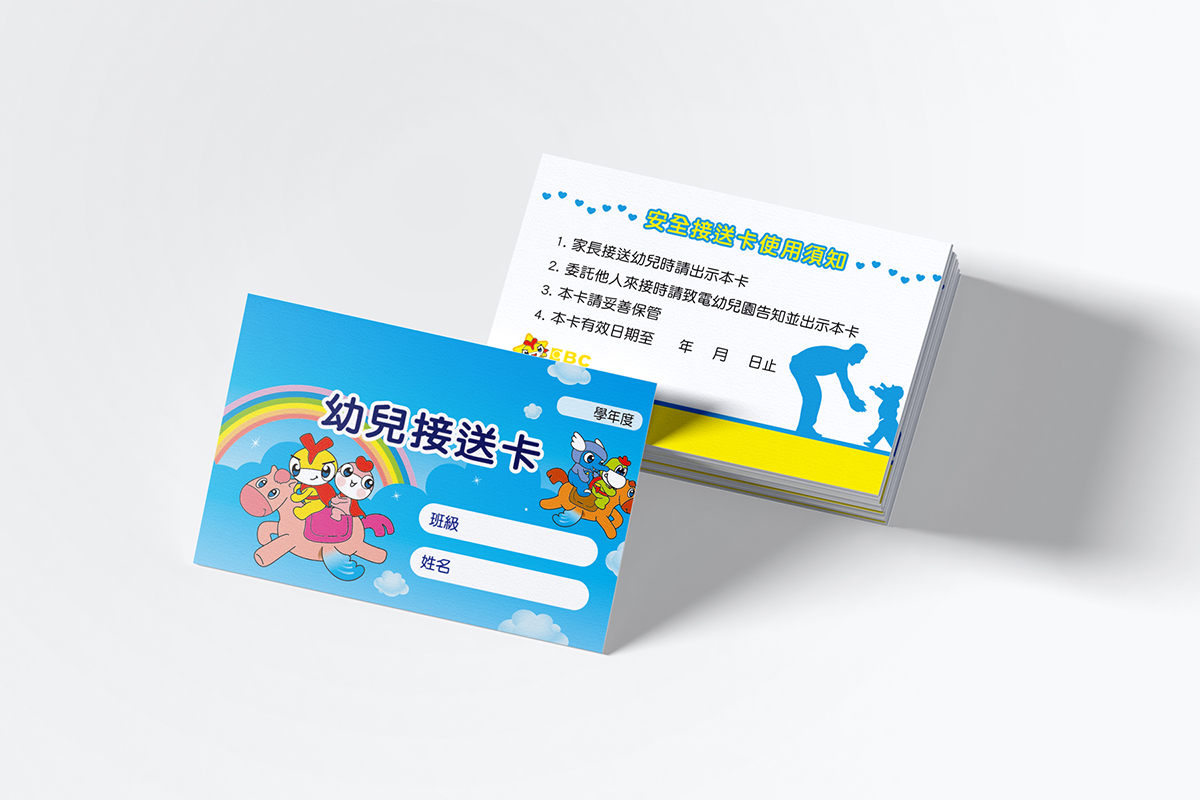 安全接送卡使用須知
1. 家長接送幼兒時請出示本卡
2. 委託他人來接時請致電幼兒園告知並出示本卡
3. 本卡請妥善保管
4. 本卡有效日期至 年 月 日止
EBC
學年度
幼兒接送卡
班級
姓名